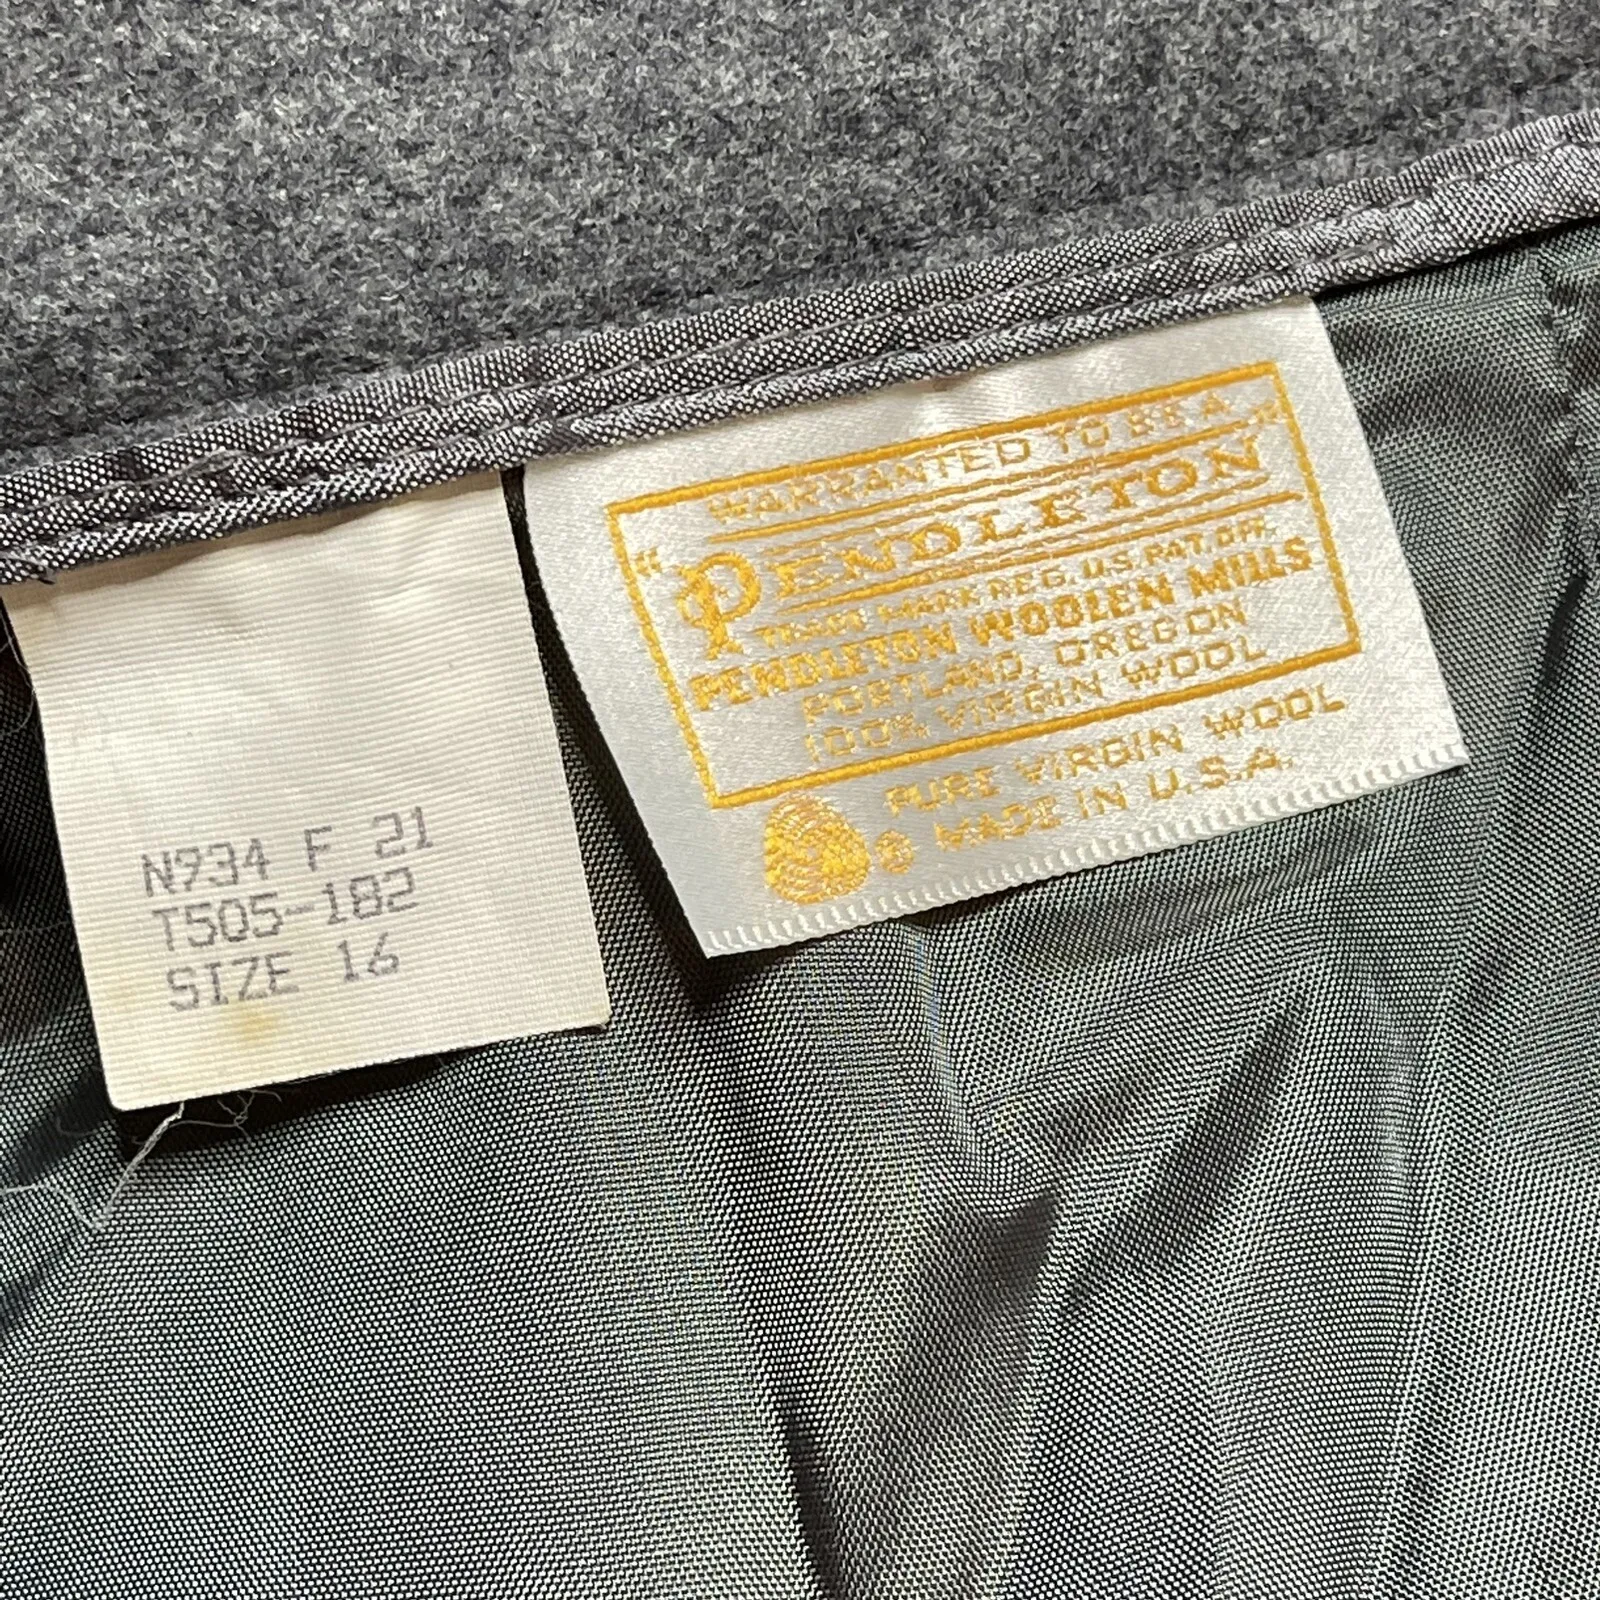 N934 F 21
T505-182
SIZE 16
WARRANTED TO BE A
"PENDLETON"
TRADE MARK REG. U.S. PAT. OFF.
PENDLETON WOOLEN MILLS
PORTLAND, OREGON
100% VIRGIN WOOL
PURE VIRGIN WOOL
® MADE IN U.S.A.